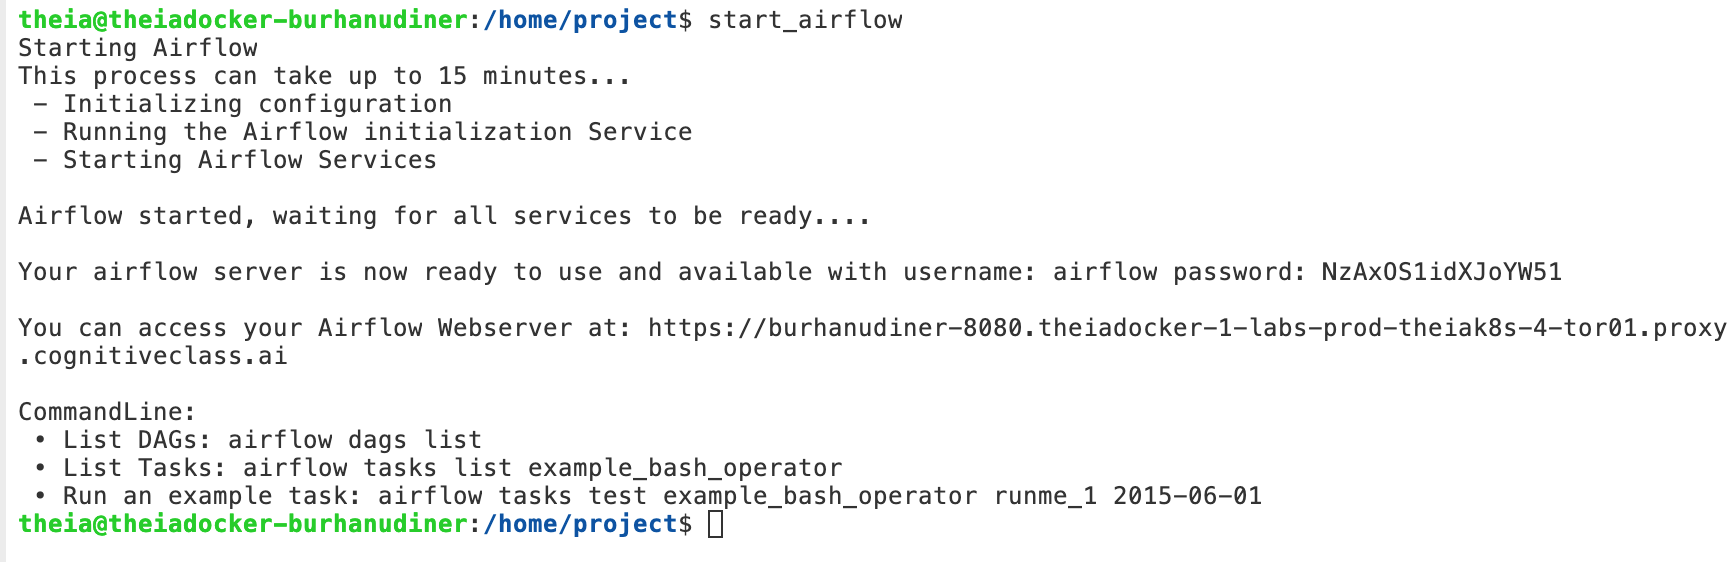 theia@theiadocker-burhanudiner:/home/project$ start_airflow
Starting Airflow
This process can take up to 15 minutes...
 - Initializing configuration
 - Running the Airflow initialization Service
 - Starting Airflow Services
Airflow started, waiting for all services to be ready....
Your airflow server is now ready to use and available with username: airflow password: NzAxOS1idXJoYW51
You can access your Airflow Webserver at: https://burhanudiner-8080.theiadocker-1-labs-prod-theiak8s-4-tor01.proxy
.cognitiveclass.ai
CommandLine:
 • List DAGs: airflow dags list
 • List Tasks: airflow tasks list example_bash_operator
 • Run an example task: airflow tasks test example_bash_operator runme_1 2015-06-01
theia@theiadocker-burhanudiner:/home/project$